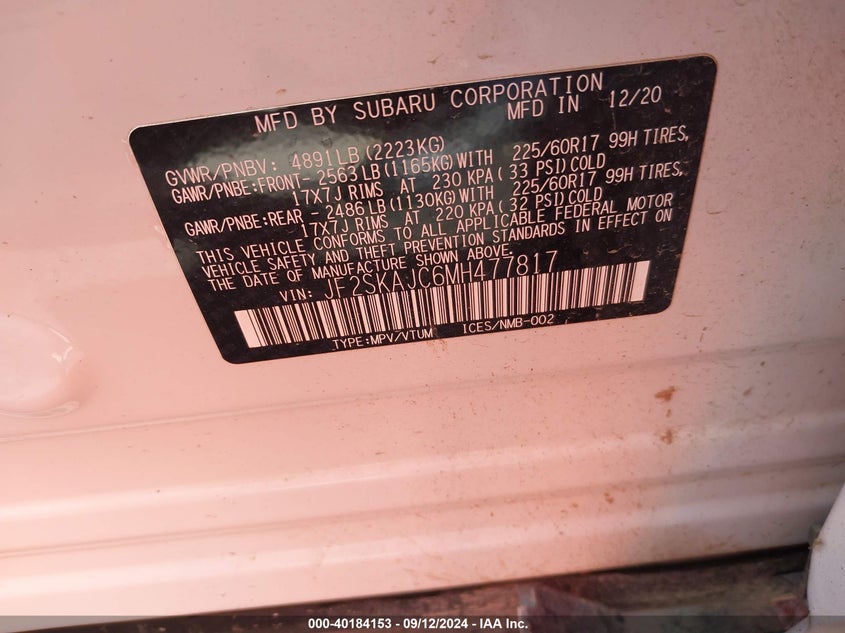 MFD BY SUBARU CORPORATION
MFD IN 12/20
GVWR/PNBV: 4891LB(2223KG)
GAWR/PNBE:FRONT- 2563LB(1165KG)WITH 225/60R17 99H TIRES,
17X7J RIMS AT 230 KPA( 33 PSI)COLD
GAWR/PNBE:REAR - 2486LB(1130KG)WITH 225/60R17 99H TIRES,
17X7J RIMS AT 220 KPA( 32 PSI)COLD
THIS VEHICLE CONFORMS TO ALL APPLICABLE FEDERAL MOTOR
VEHICLE SAFETY AND THEFT PREVENTION STANDARDS IN EFFECT ON
THE DATE OF MANUFACTURE SHOWN ABOVE.
VIN: JF2SKAJC6MH477817
TYPE:MPV/VTUM ICES/NMB-002
000-40184153 - 09/12/2024 - IAA Inc.